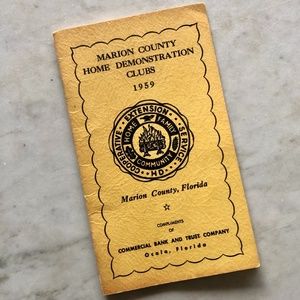 MARION COUNTY
HOME DEMONSTRATION
CLUBS
1959
COOPERATIVE EXTENSION SERVICE
HD
HOME FAMILY
COMMUNITY
Marion County, Florida
COMPLIMENTS
OF
COMMERCIAL BANK AND TRUST COMPANY
Ocala, Florida